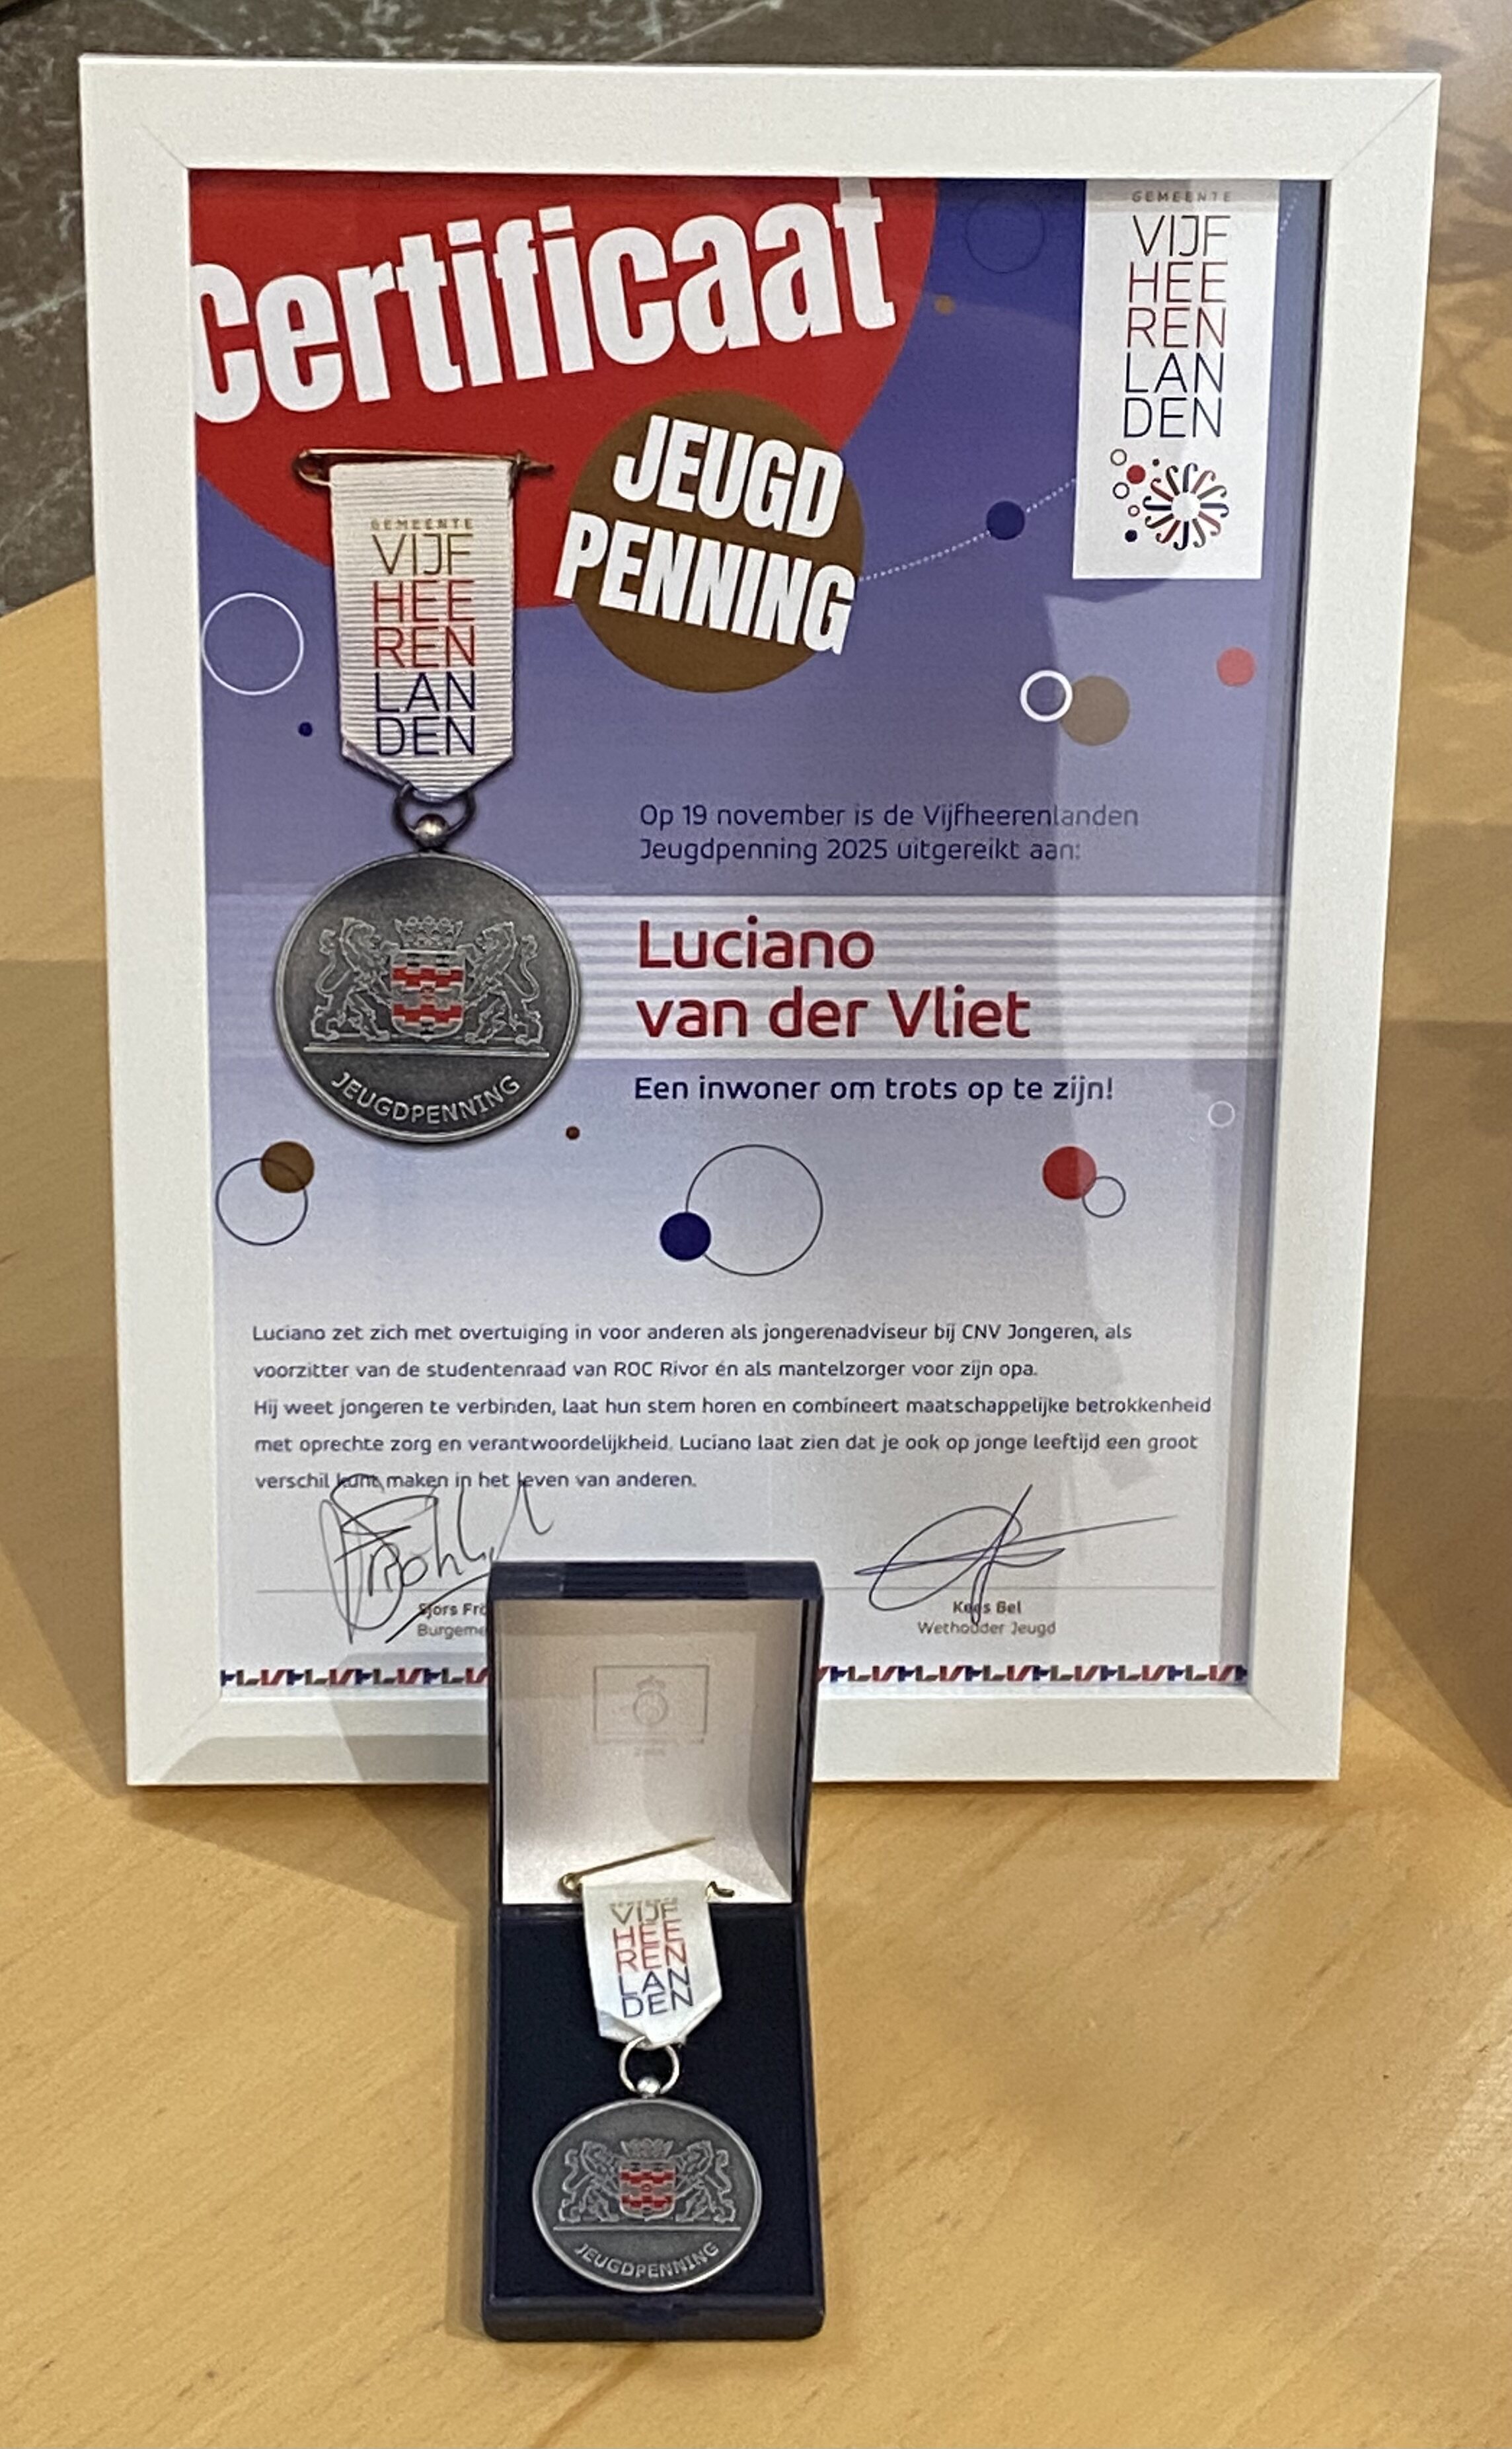 Certificaat
JEUGD
PENNING
GEMEENTE
VIJF
HEE
REN
LAN
DEN
GEMEENTE
VIJF
HEE
REN
LAN
DEN
JEUGDPENNING
Op 19 november is de Vijfheerenlanden
Jeugdpenning 2025 uitgereikt aan:
Luciano
van der Vliet
Een inwoner om trots op te zijn!
Luciano zet zich met overtuiging in voor anderen als jongerenadviseur bij CNV Jongeren, als
voorzitter van de studentenraad van ROC Rivor én als mantelzorger voor zijn opa.
Hij weet jongeren te verbinden, laat hun stem horen en combineert maatschappelijke betrokkenheid
met oprechte zorg en verantwoordelijkheid. Luciano laat zien dat je ook op jonge leeftijd een groot
verschil kunt maken in het leven van anderen.
Sjors Frö
Burgeme
Kees Bel
Wethouder Jeugd
VIJF
HEE
REN
LAN
DEN
JEUGDPENNING